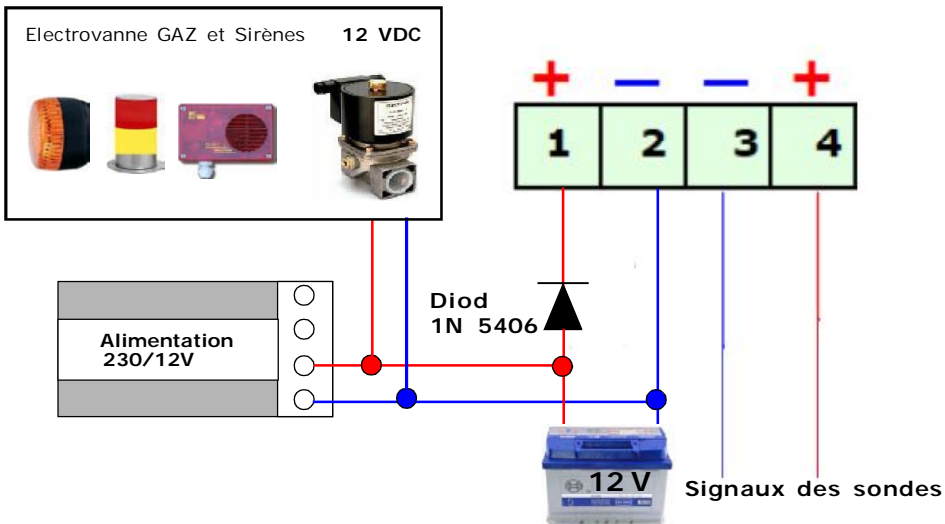 Electrovanne GAZ et Sirènes 12 VDC
+ — — +
1 2 3 4
Diod
1N 5406
Alimentation
230/12V
12 V
Signaux des sondes